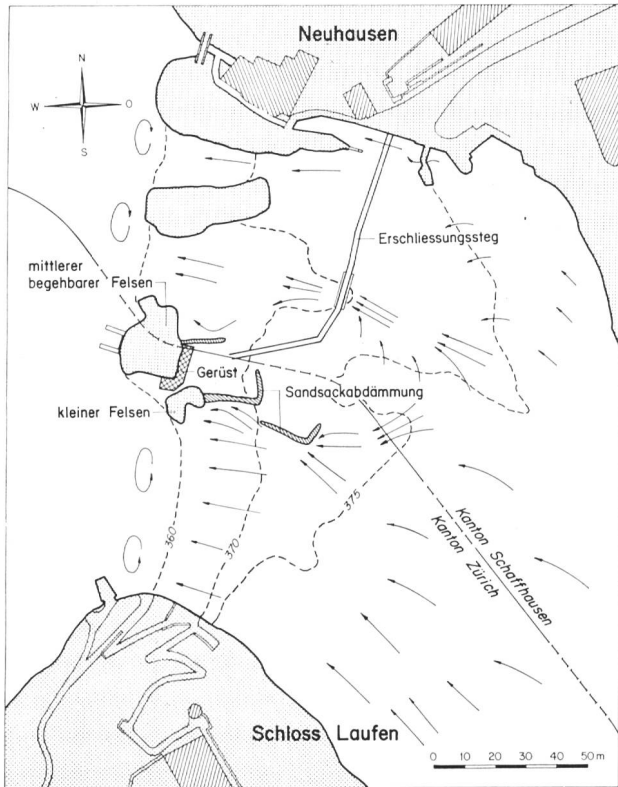 Neuhausen
N
W
O
S
Erschliessungssteg
mittlerer
begehbarer Felsen
Gerüst
Sandsackabdämmung
kleiner Felsen
375
360
370
Kanton Schaffhausen
Kanton Zürich
Schloss Laufen
0 10 20 30 40 50 m